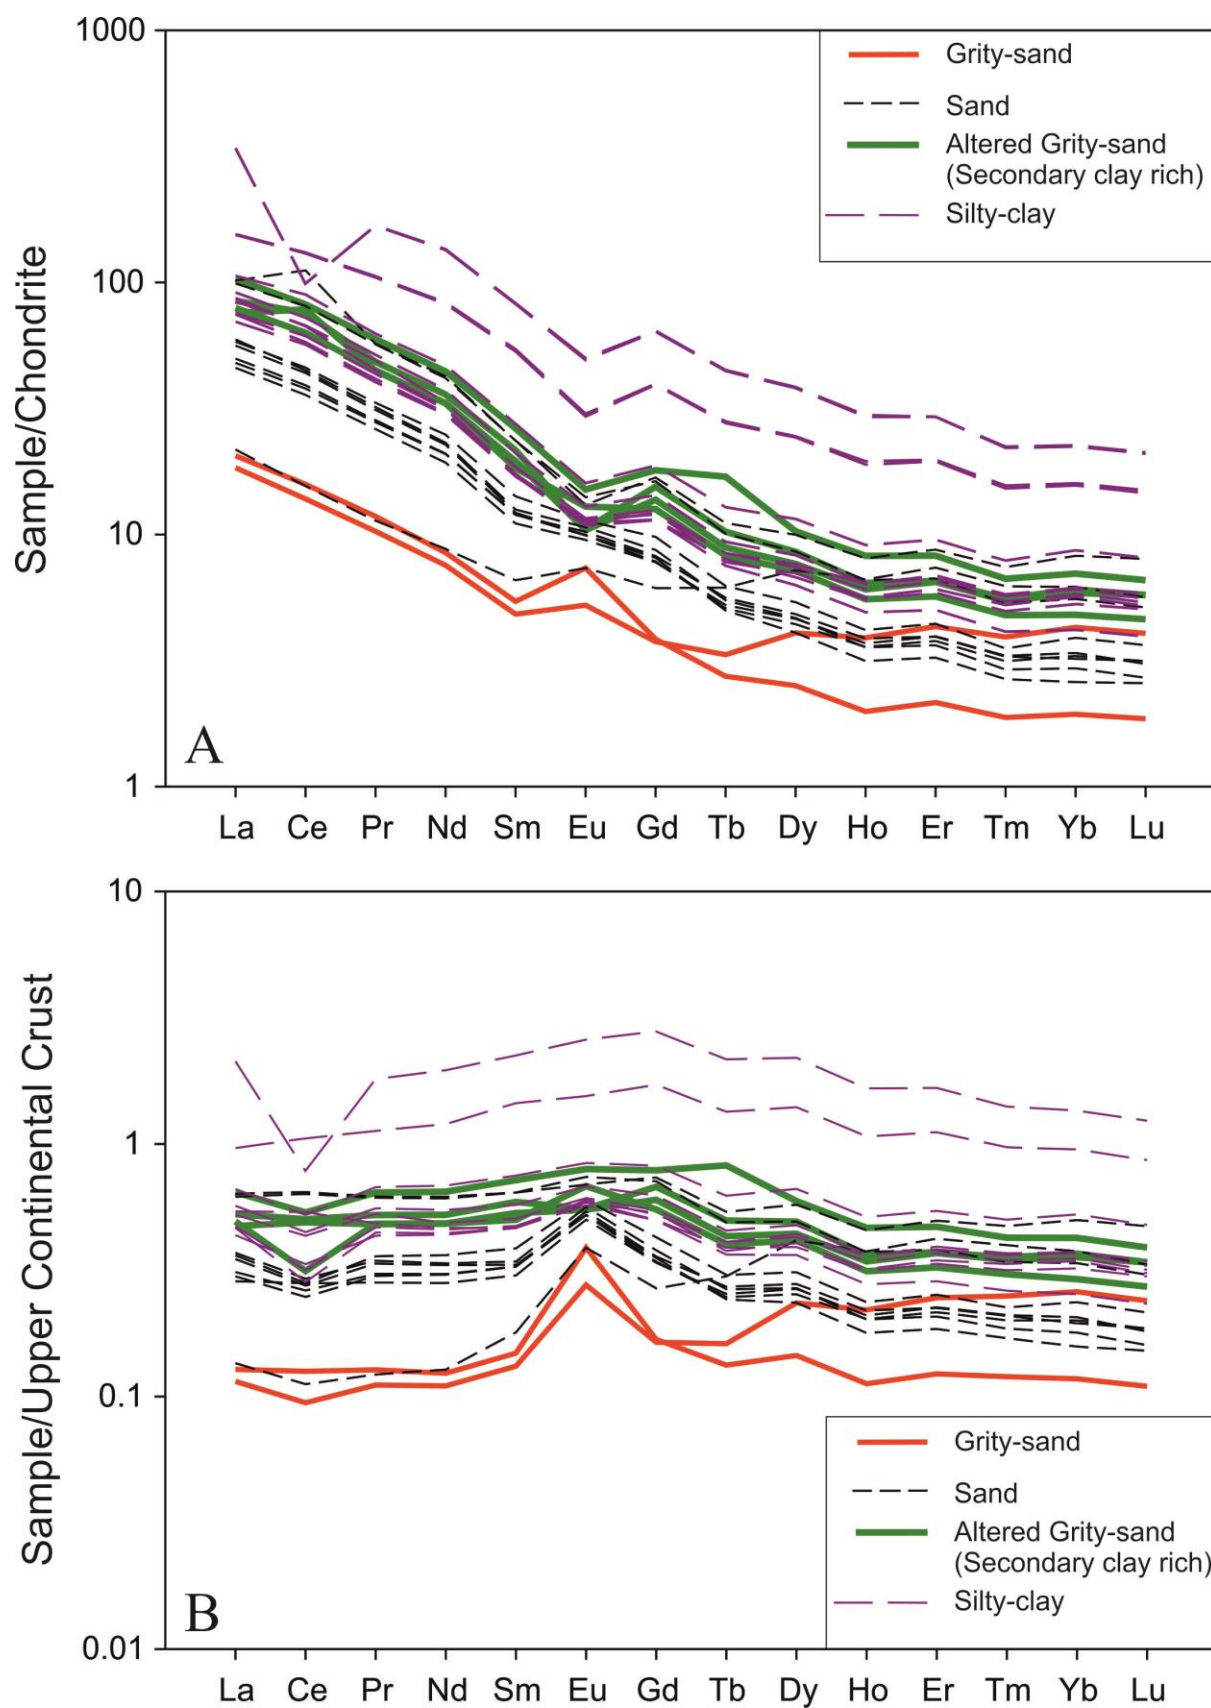 1000
Grity-sand
Sand
Altered Grity-sand
(Secondary clay rich)
Silty-clay
Sample/Chondrite
100
10
A
1
La Ce Pr Nd Sm Eu Gd Tb Dy Ho Er Tm Yb Lu
10
Sample/Upper Continental Crust
1
0.1
Grity-sand
Sand
Altered Grity-sand
(Secondary clay rich)
Silty-clay
B
0.01
La Ce Pr Nd Sm Eu Gd Tb Dy Ho Er Tm Yb Lu